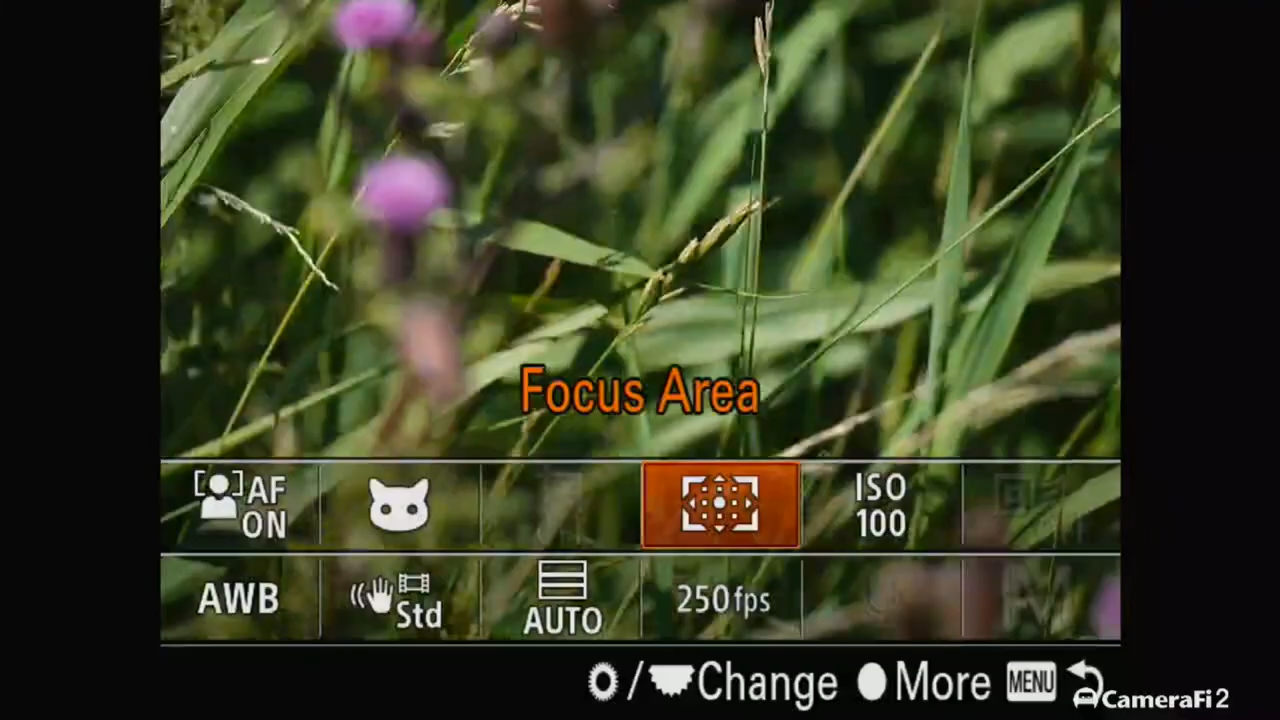 Focus Area
AF
ON
ISO
100
AWB
Std
AUTO
250fps
Change
More
MENU
CameraFi2